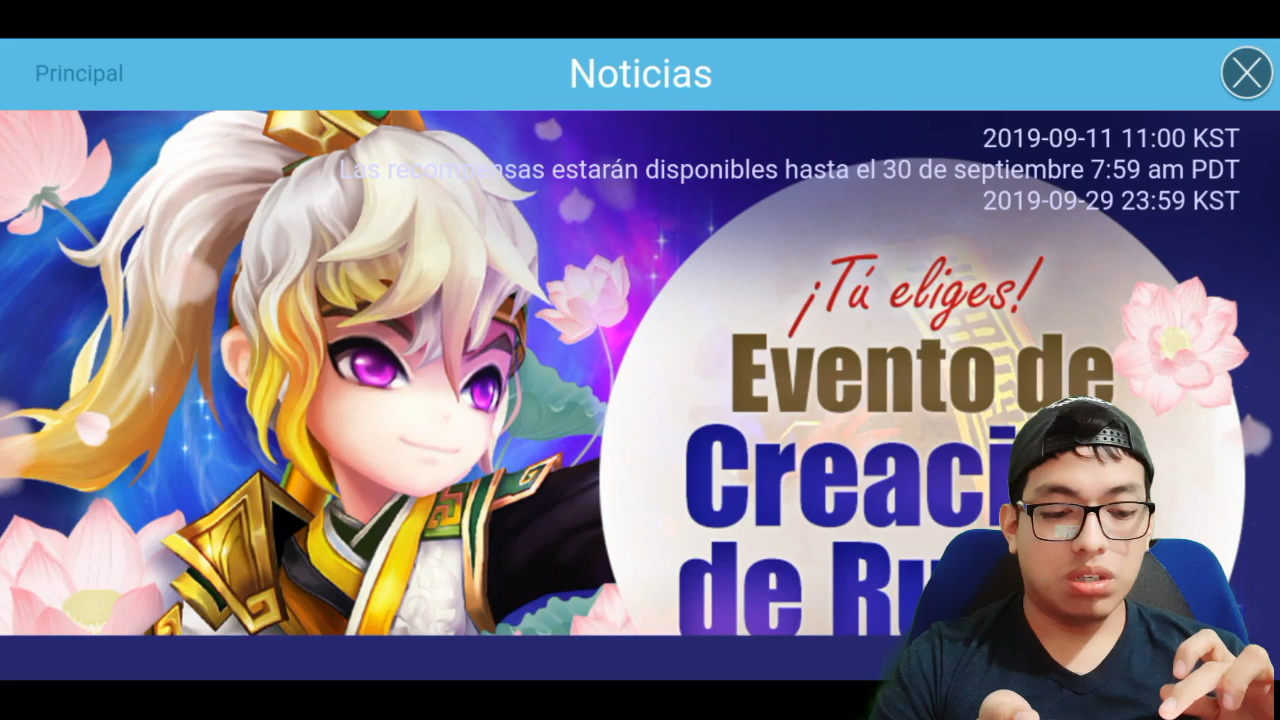 Principal
Noticias
2019-09-11 11:00 KST
Las recompensas estarán disponibles hasta el 30 de septiembre 7:59 am PDT
2019-09-29 23:59 KST
¡Tú eliges!
Evento de
de